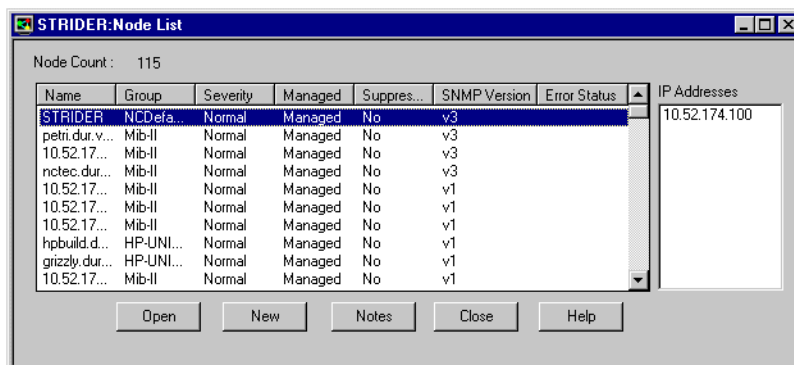 STRIDER:Node List
Node Count : 115
Name Group Severity Managed Suppres... SNMP Version Error Status IP Addresses
STRIDER NCDefa... Normal Managed No v3 10.52.174.100
petri.dur.v... Mib-II Normal Managed No v3
10.52.17... Mib-II Normal Managed No v3
nctec.dur... Mib-II Normal Managed No v3
10.52.17... Mib-II Normal Managed No v1
10.52.17... Mib-II Normal Managed No v1
10.52.17... Mib-II Normal Managed No v1
hpbuild.d... HP-UNI... Normal Managed No v1
grizzly.dur... HP-UNI... Normal Managed No v1
10.52.17... Mib-II Normal Managed No v1
Open New Notes Close Help